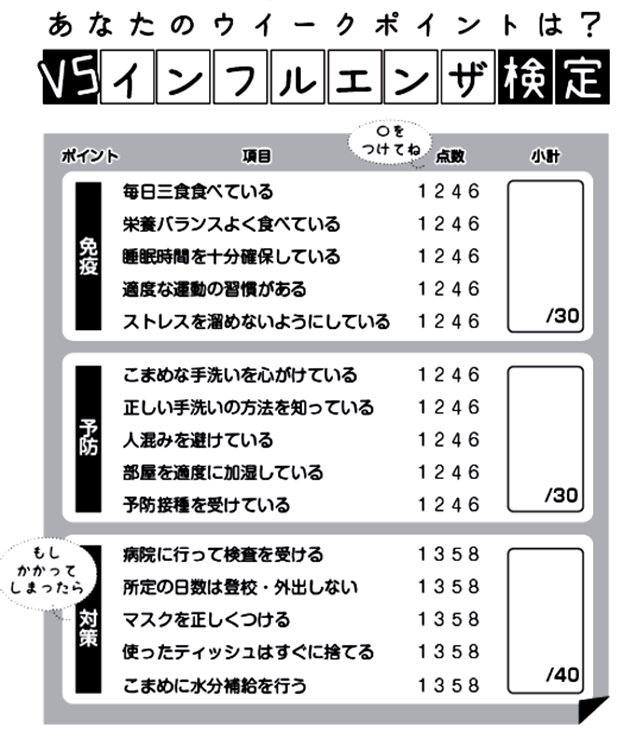 あなたのウイークポイントは？
VSインフルエンザ検定
〇を
つけてね
ポイント 項目 点数 小計
免疫
毎日三食食べている 1 2 4 6
栄養バランスよく食べている 1 2 4 6
睡眠時間を十分確保している 1 2 4 6
適度な運動の習慣がある 1 2 4 6
ストレスを溜めないようにしている 1 2 4 6
/30
予防
こまめな手洗いを心がけている 1 2 4 6
正しい手洗いの方法を知っている 1 2 4 6
人混みを避けている 1 2 4 6
部屋を適度に加湿している 1 2 4 6
予防接種を受けている 1 2 4 6
/30
もし
かかって
しまったら
対策
病院に行って検査を受ける 1 3 5 8
所定の日数は登校・外出しない 1 3 5 8
マスクを正しくつける 1 3 5 8
使ったティッシュはすぐに捨てる 1 3 5 8
こまめに水分補給を行う 1 3 5 8
/40